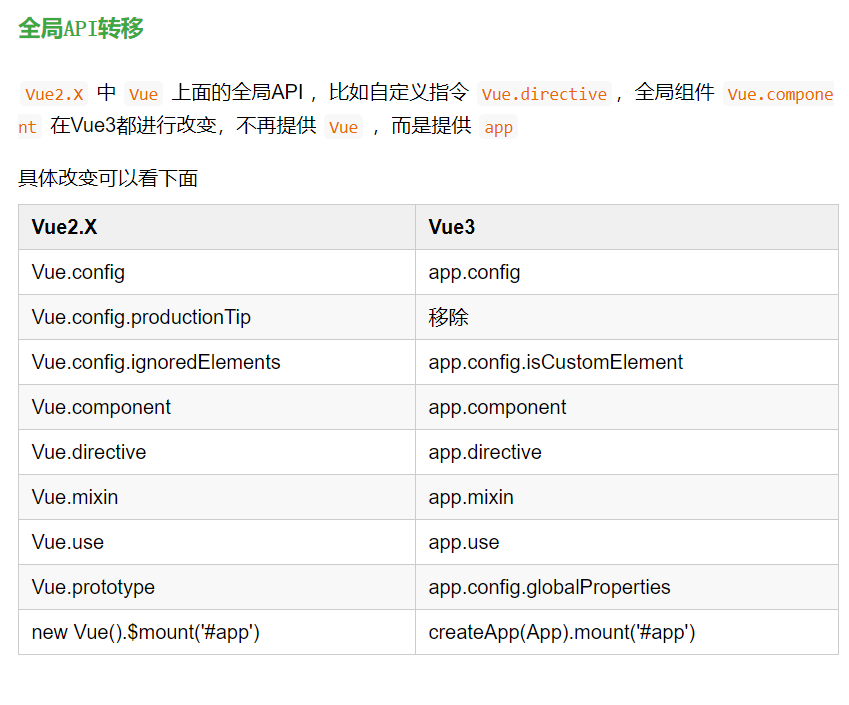 全局API转移
Vue2.X 中 Vue 上面的全局API ，比如自定义指令 Vue.directive ，全局组件 Vue.compone
nt 在Vue3都进行改变，不再提供 Vue ，而是提供 app
具体改变可以看下面
Vue2.X Vue3
Vue.config app.config
Vue.config.productionTip 移除
Vue.config.ignoredElements app.config.isCustomElement
Vue.component app.component
Vue.directive app.directive
Vue.mixin app.mixin
Vue.use app.use
Vue.prototype app.config.globalProperties
new Vue().$mount('#app') createApp(App).mount('#app')